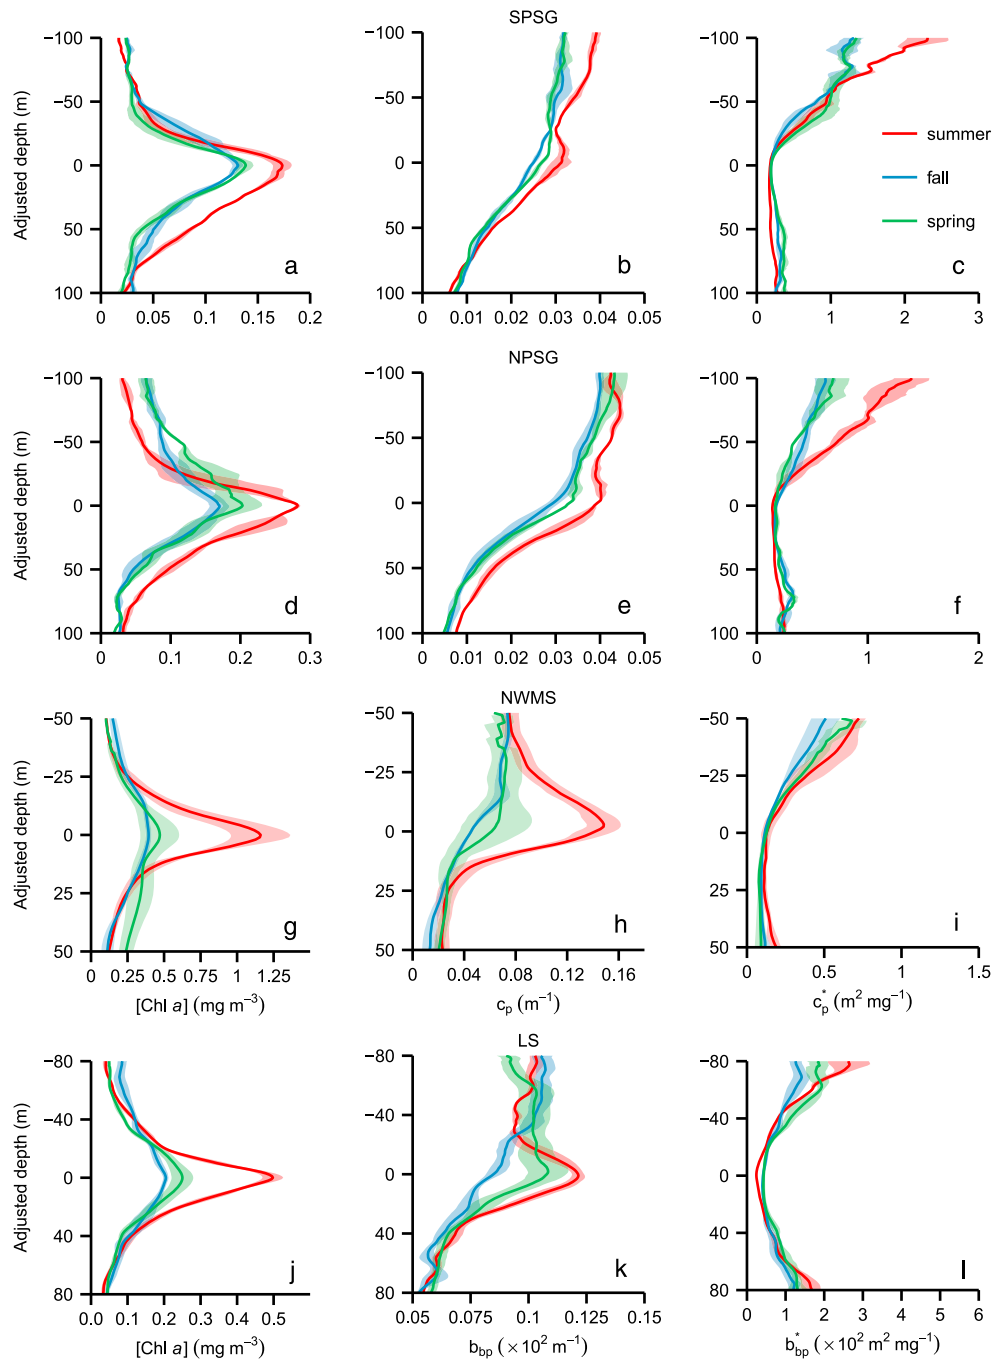 SPSG
−100 −100 −100
−50 −50 −50
0 0 0
50 50 50
100 100 100
Adjusted depth (m)
a b c
summer
fall
spring
0 0.05 0.1 0.15 0.2
0 0.01 0.02 0.03 0.04 0.05
0 1 2 3
NPSG
−100 −100 −100
−50 −50 −50
0 0 0
50 50 50
100 100 100
Adjusted depth (m)
d e f
0 0.1 0.2 0.3
0 0.01 0.02 0.03 0.04 0.05
0 1 2
NWMS
−50 −50 −50
−25 −25 −25
0 0 0
25 25 25
50 50 50
Adjusted depth (m)
g h i
0 0.25 0.5 0.75 1 1.25
0 0.04 0.08 0.12 0.16
0 0.5 1 1.5
[Chl a] (mg m−3)
cp (m−1)
c*p (m2 mg−1)
LS
−80 −80 −80
−40 −40 −40
0 0 0
40 40 40
80 80 80
Adjusted depth (m)
j k l
0.0 0.1 0.2 0.3 0.4 0.5
0.05 0.075 0.1 0.125 0.15
0 1 2 3 4 5 6
[Chl a] (mg m−3)
bbp (×102 m−1)
b*bp (×102 m2 mg−1)